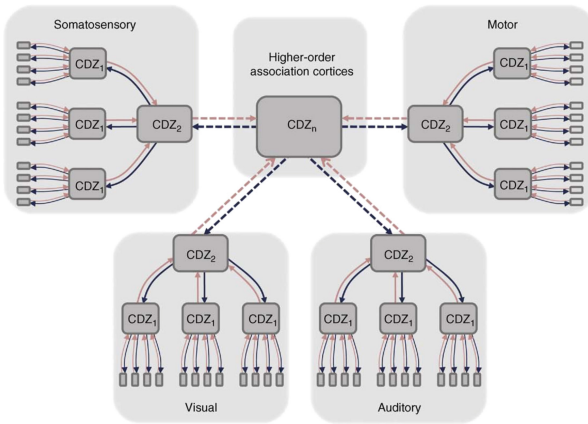 Somatosensory
Higher-order
association cortices
Motor
CDZ₁
CDZ₁
CDZ₁
CDZ₂
CDZₙ
CDZ₂
CDZ₁
CDZ₁
CDZ₁
CDZ₂
CDZ₁
CDZ₁
CDZ₁
Visual
CDZ₂
CDZ₁
CDZ₁
CDZ₁
Auditory